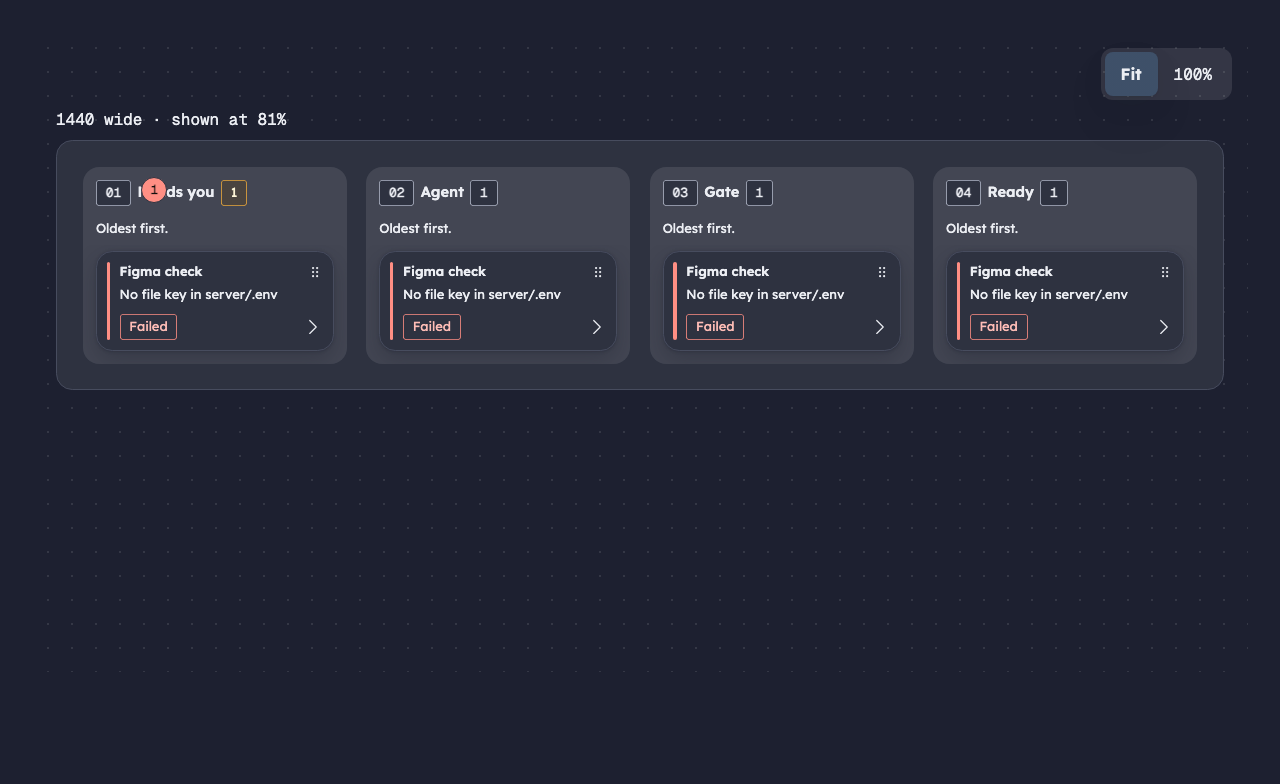 Fit 100%
1440 wide · shown at 81%
01 1 ds you 1
Oldest first.
Figma check
No file key in server/.env
Failed
02 Agent 1
Oldest first.
Figma check
No file key in server/.env
Failed
03 Gate 1
Oldest first.
Figma check
No file key in server/.env
Failed
04 Ready 1
Oldest first.
Figma check
No file key in server/.env
Failed